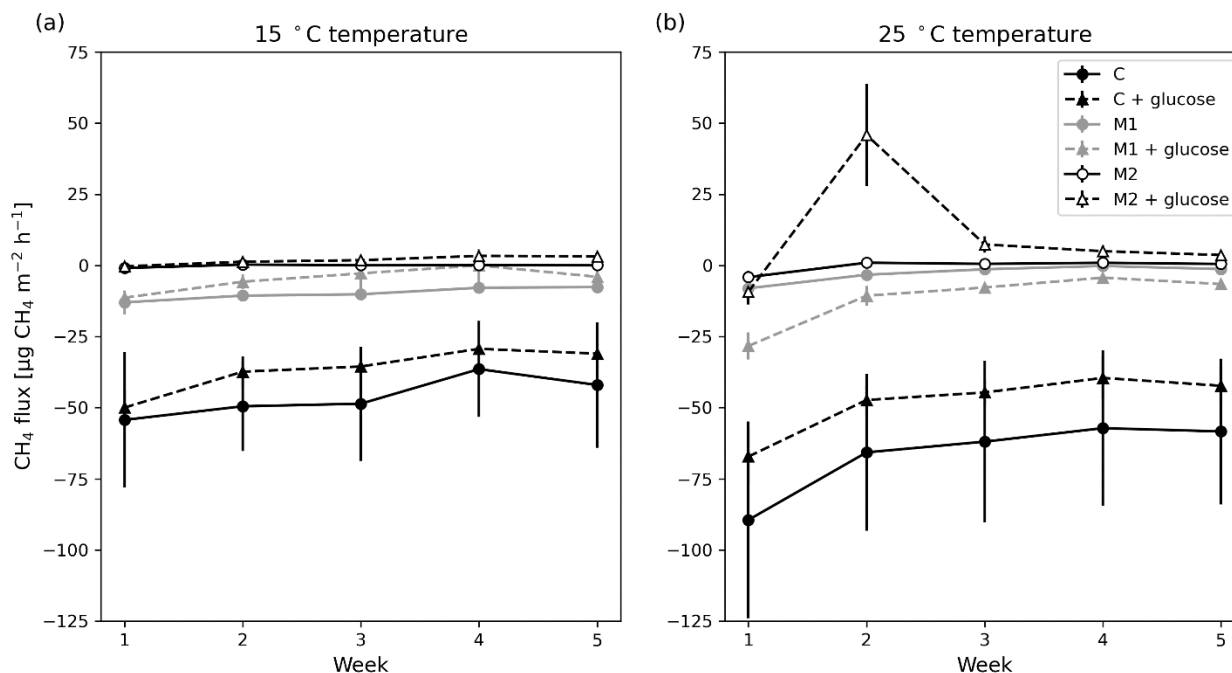 (a)
15 °C temperature
75
50
25
0
−25
−50
−75
−100
−125
CH₄ flux [µg CH₄ m⁻² h⁻¹]
1 2 3 4 5
Week
(b)
25 °C temperature
75
50
25
0
−25
−50
−75
−100
−125
C
C + glucose
M1
M1 + glucose
M2
M2 + glucose
1 2 3 4 5
Week